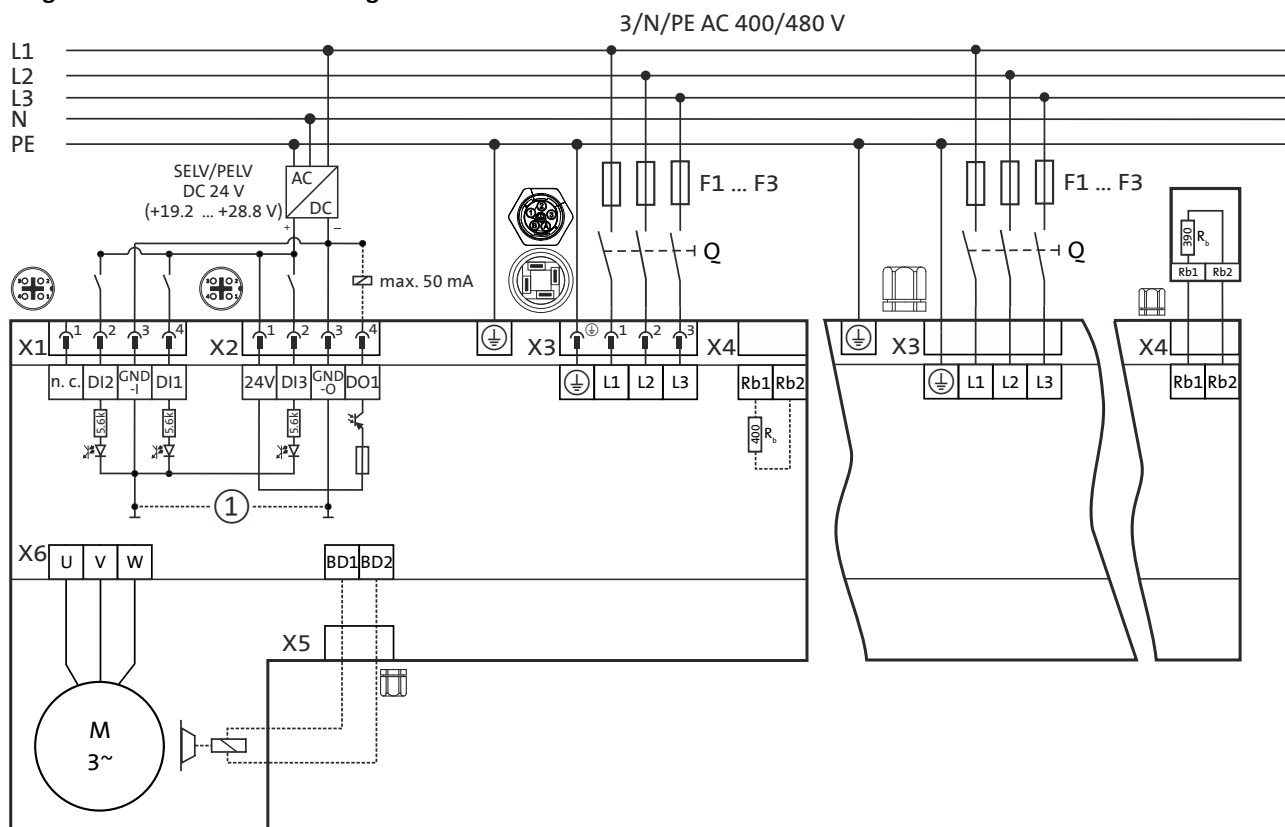 3/N/PE AC 400/480 V
L1
L2
L3
N
PE
SELV/PELV
DC 24 V
(+19.2 ... +28.8 V)
AC
DC
+
–
F1 ... F3
F1 ... F3
Q
Q
390
Rb
Rb1 Rb2
max. 50 mA
X1 1 2 3 4
X2 1 2 3 4
X3 1 2 3
X4
X3
X4
n. c. DI2 GND-I DI1
24V DI3 GND-O DO1
L1 L2 L3
Rb1 Rb2
L1 L2 L3
Rb1 Rb2
5.6k
5.6k
5.6k
400
Rb
1
X6 U V W
BD1 BD2
X5
M
3~